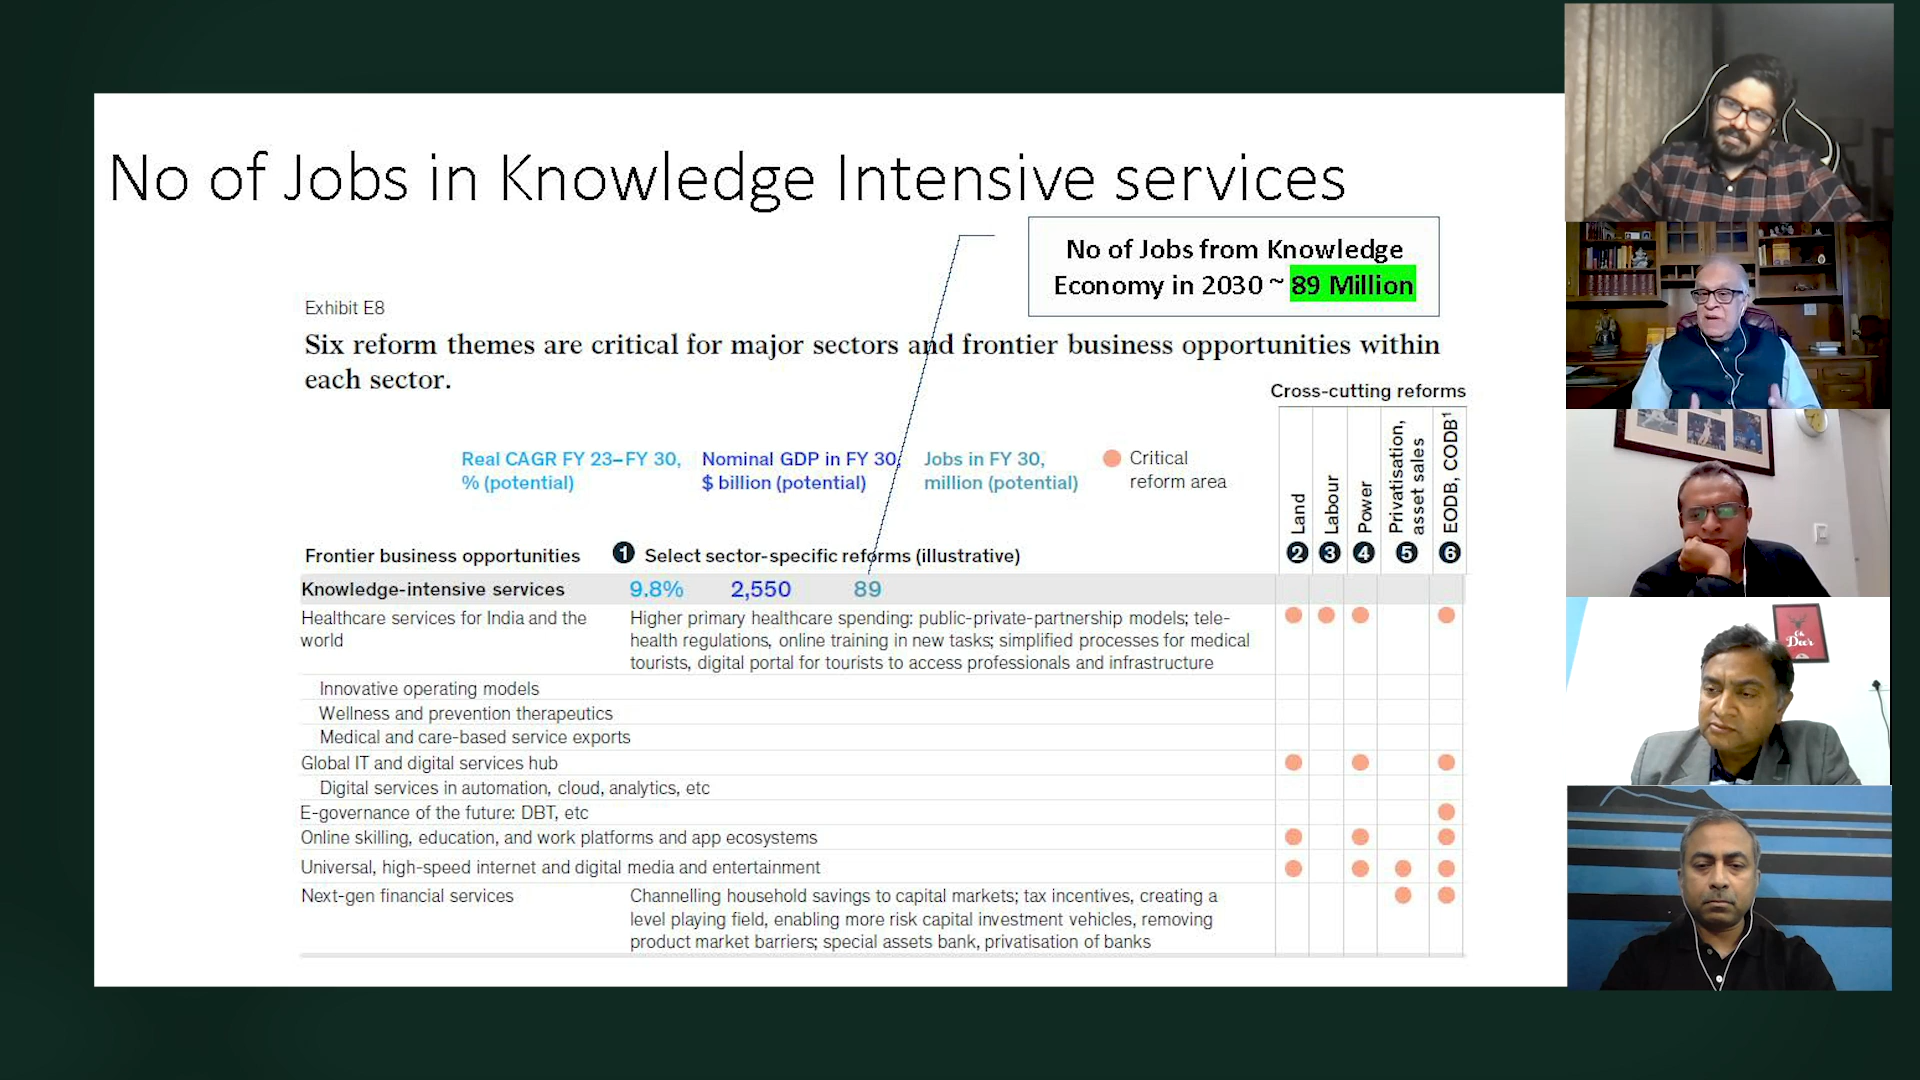 No of Jobs in Knowledge Intensive services
No of Jobs from Knowledge
Economy in 2030 ~ 89 Million
Exhibit E8
Six reform themes are critical for major sectors and frontier business opportunities within
each sector.
Cross-cutting reforms
Real CAGR FY 23–FY 30,
% (potential)
Nominal GDP in FY 30,
$ billion (potential)
Jobs in FY 30,
million (potential)
Critical
reform area
Land
Labour
Power
Privatisation,
asset sales
EODB, CODB¹
Frontier business opportunities
1 Select sector-specific reforms (illustrative)
2 3 4 5 6
Knowledge-intensive services 9.8% 2,550 89
Healthcare services for India and the
world
Higher primary healthcare spending: public-private-partnership models; tele-
health regulations, online training in new tasks; simplified processes for medical
tourists, digital portal for tourists to access professionals and infrastructure
Innovative operating models
Wellness and prevention therapeutics
Medical and care-based service exports
Global IT and digital services hub
Digital services in automation, cloud, analytics, etc
E-governance of the future: DBT, etc
Online skilling, education, and work platforms and app ecosystems
Universal, high-speed internet and digital media and entertainment
Next-gen financial services
Channelling household savings to capital markets; tax incentives, creating a
level playing field, enabling more risk capital investment vehicles, removing
product market barriers; special assets bank, privatisation of banks
Oh
Deer